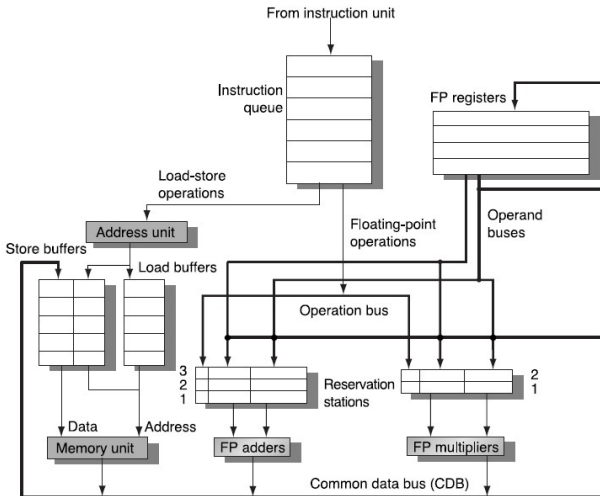 From instruction unit
Instruction
queue
FP registers
Load-store
operations
Address unit
Floating-point
operations
Operand
buses
Store buffers
Load buffers
Operation bus
3
2
1
Reservation
stations
2
1
Data
Address
Memory unit
FP adders
FP multipliers
Common data bus (CDB)